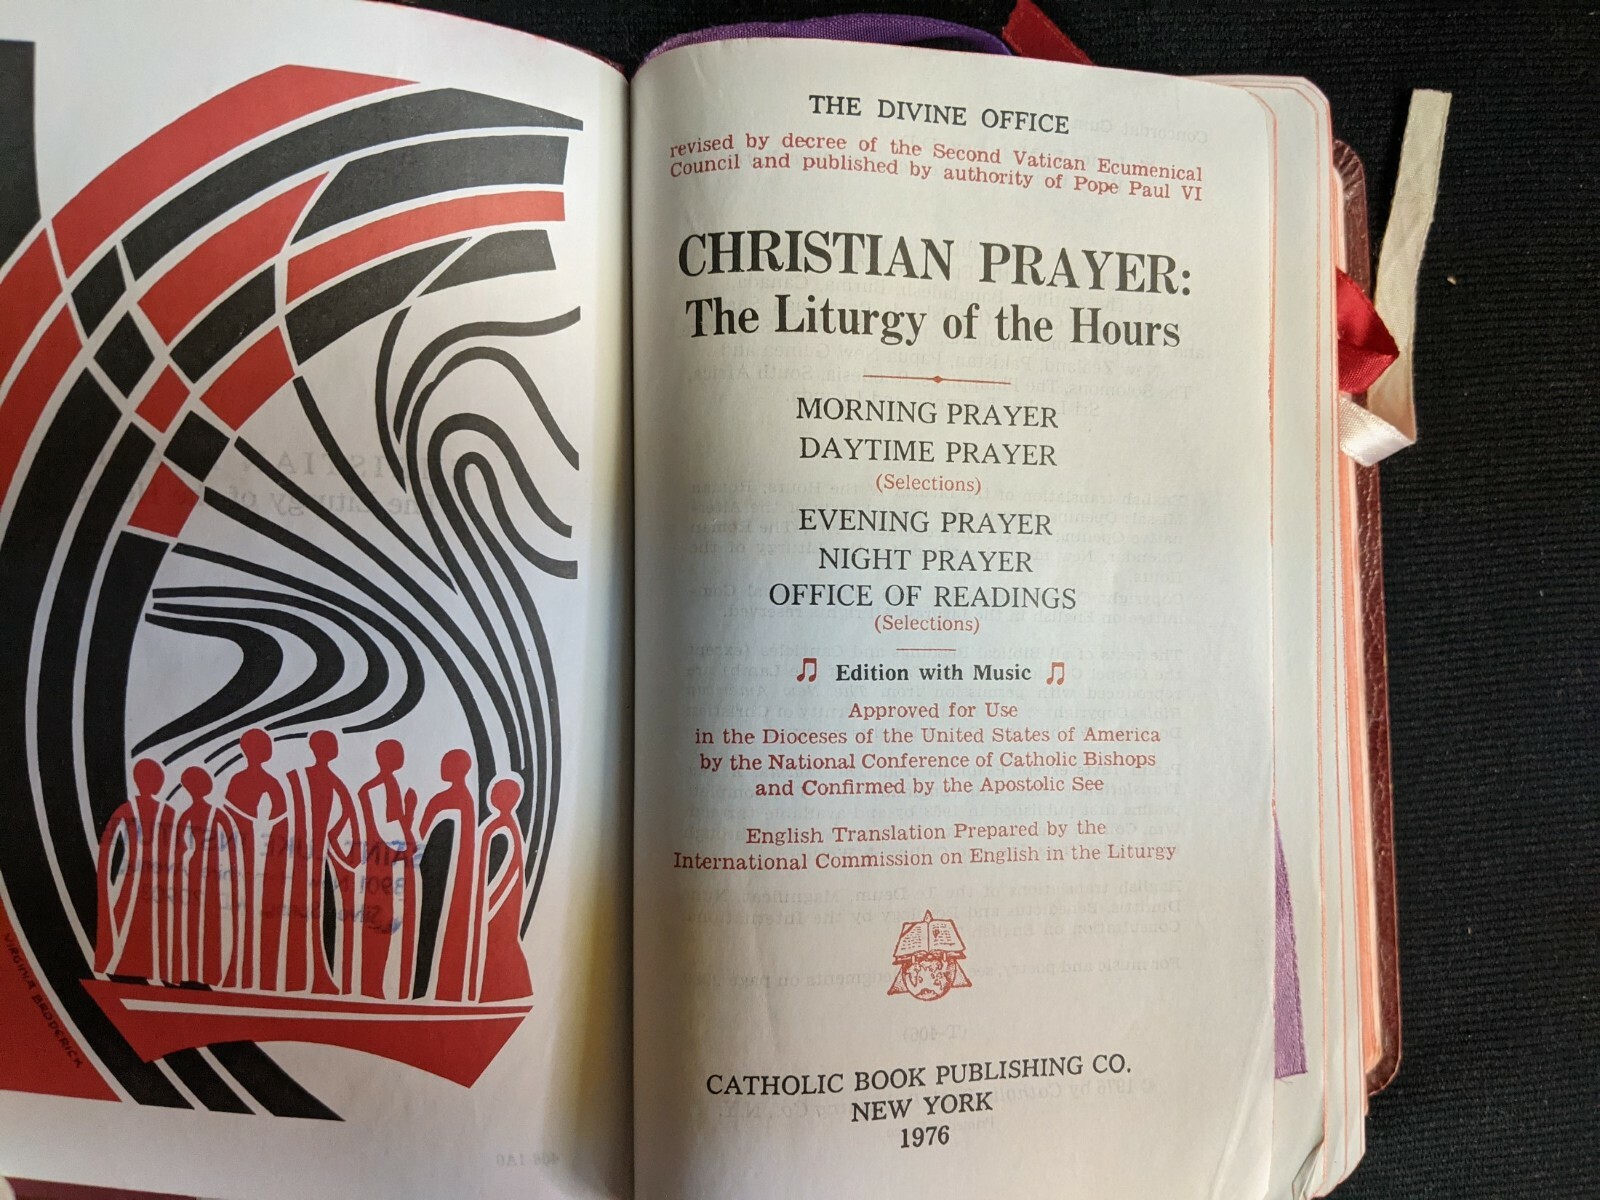 VIRGINIA BRODERICK
THE DIVINE OFFICE
revised by decree of the Second Vatican Ecumenical
Council and published by authority of Pope Paul VI
CHRISTIAN PRAYER:
The Liturgy of the Hours
MORNING PRAYER
DAYTIME PRAYER
(Selections)
EVENING PRAYER
NIGHT PRAYER
OFFICE OF READINGS
(Selections)
♫ Edition with Music ♫
Approved for Use
in the Dioceses of the United States of America
by the National Conference of Catholic Bishops
and Confirmed by the Apostolic See
English Translation Prepared by the
International Commission on English in the Liturgy
CATHOLIC BOOK PUBLISHING CO.
NEW YORK
1976